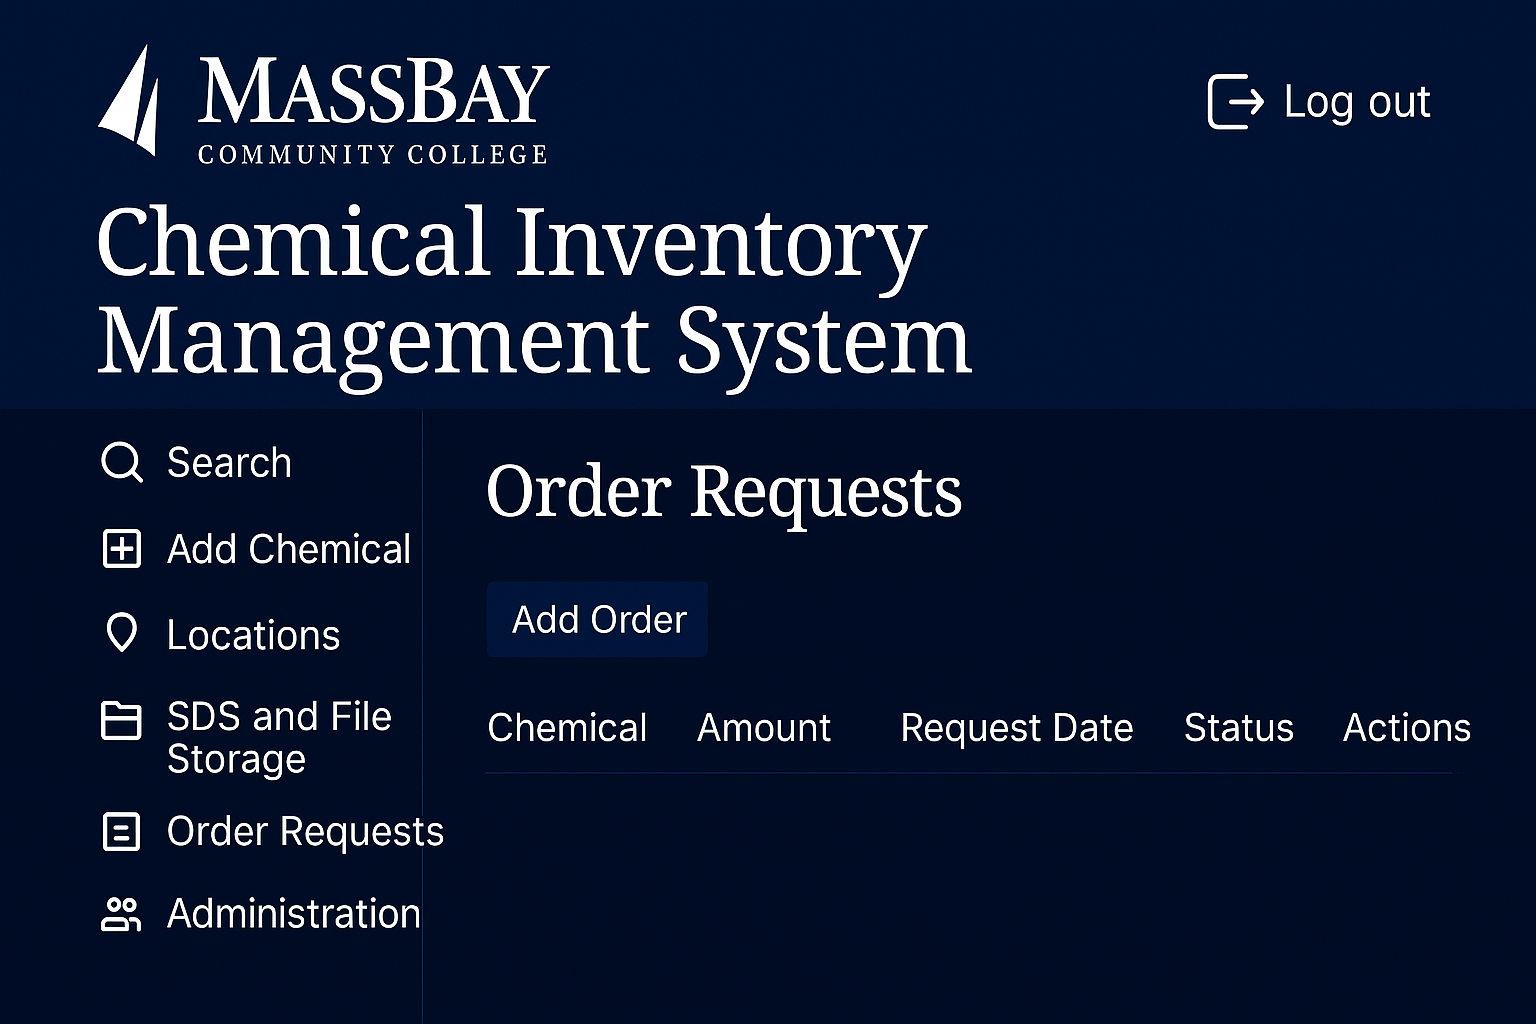 MASSBAY
COMMUNITY COLLEGE
Log out
Chemical Inventory
Management System
Search
Add Chemical
Locations
SDS and File
Storage
Order Requests
Administration
Order Requests
Add Order
Chemical Amount Request Date Status Actions